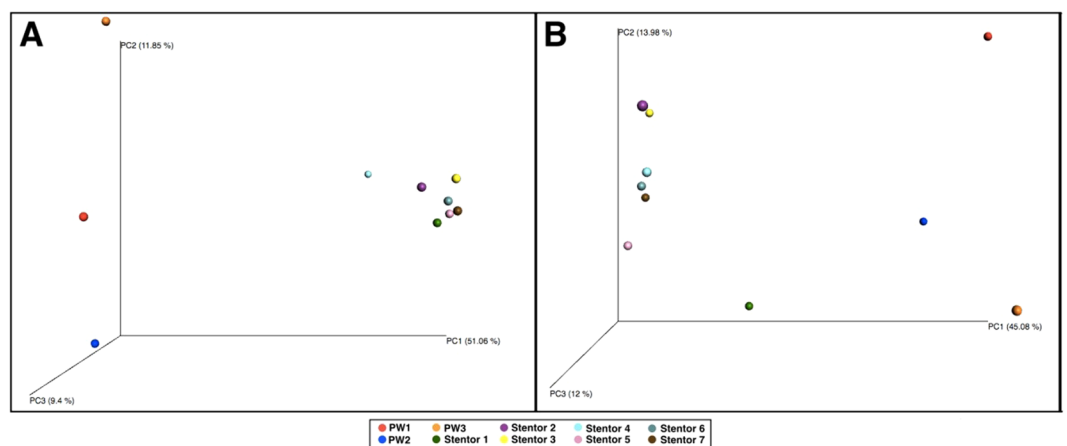 A
PC2 (11.85 %)
PC1 (51.06 %)
PC3 (9.4 %)
B
PC2 (13.98 %)
PC1 (45.08 %)
PC3 (12 %)
PW1 PW3 Stentor 2 Stentor 4 Stentor 6
PW2 Stentor 1 Stentor 3 Stentor 5 Stentor 7